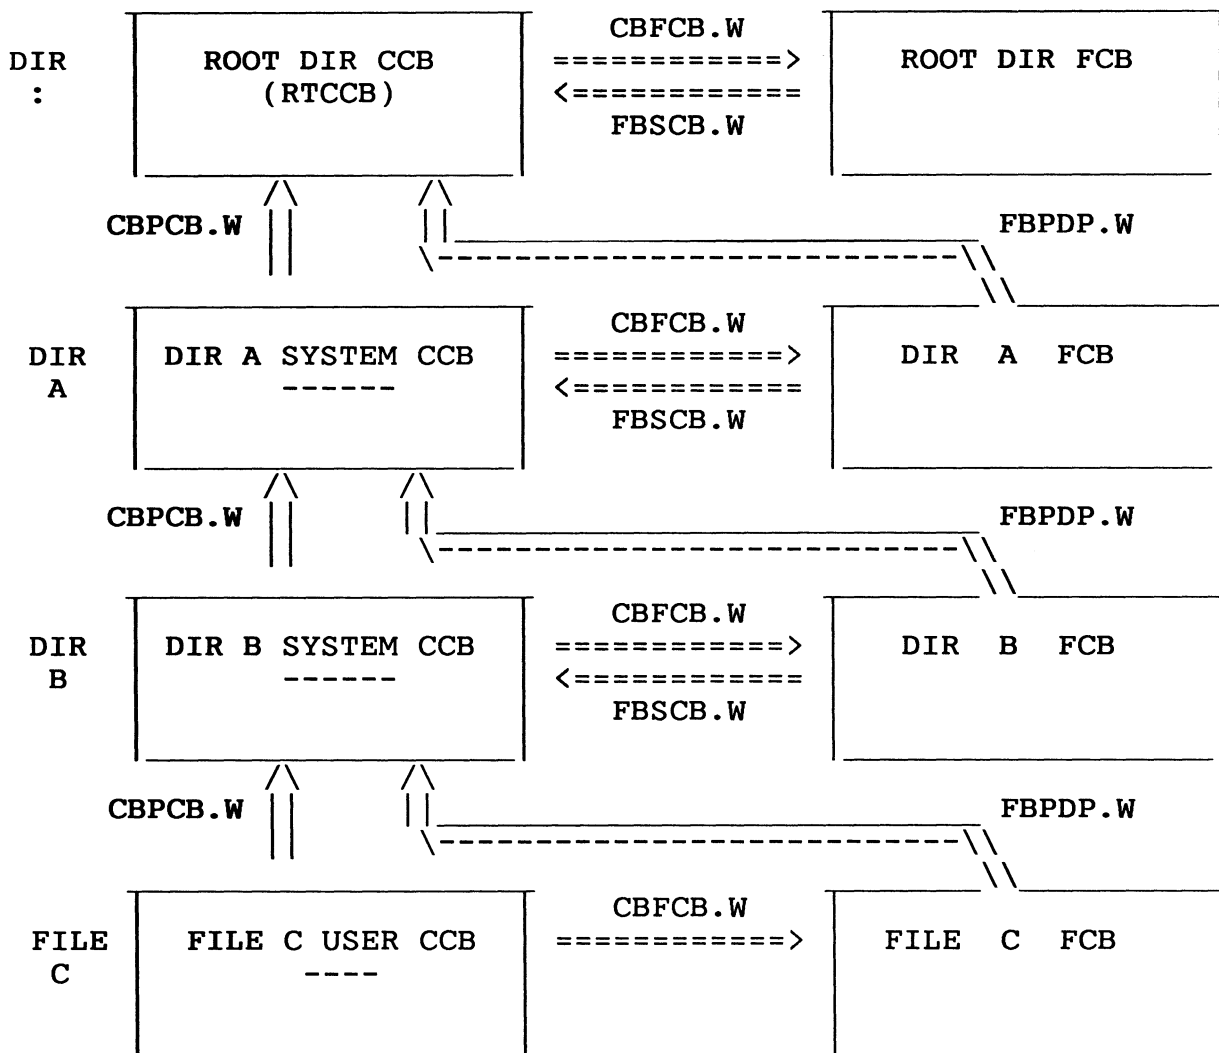 CBFCB.W
DIR ROOT DIR CCB ============> ROOT DIR FCB
: (RTCCB) <============
FBSCB.W
CBPCB.W FBPDP.W
CBFCB.W
DIR DIR A SYSTEM CCB ============> DIR A FCB
A ------ <============
FBSCB.W
CBPCB.W FBPDP.W
CBFCB.W
DIR DIR B SYSTEM CCB ============> DIR B FCB
B ------ <============
FBSCB.W
CBPCB.W FBPDP.W
CBFCB.W
FILE FILE C USER CCB ============> FILE C FCB
C ----